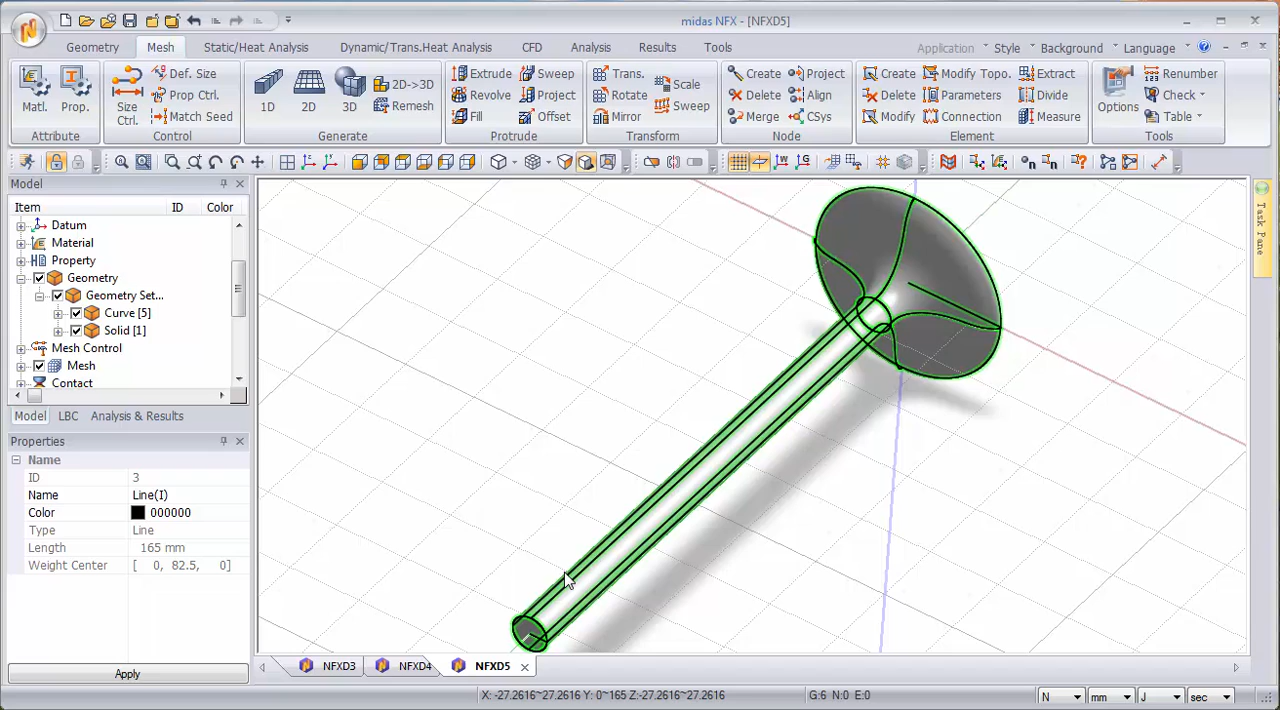 midas NFX - [NFXD5]
Geometry Mesh Static/Heat Analysis Dynamic/Trans.Heat Analysis CFD Analysis Results Tools Application Style Background Language
Matl. Prop. Size Ctrl. Def. Size Prop Ctrl. Match Seed 1D 2D 3D 2D->3D Remesh Extrude Revolve Fill Sweep Project Offset Trans. Rotate Mirror Scale Sweep Create Delete Merge Project Align CSys Create Delete Modify Modify Topo. Parameters Connection Extract Divide Measure Options Renumber Check Table
Attribute Control Generate Protrude Transform Node Element Tools
Model
Item ID Color
Datum
Material
Property
Geometry
Geometry Set...
Curve [5]
Solid [1]
Mesh Control
Mesh
Contact
Model LBC Analysis & Results
Properties
Name
ID 3
Name Line(I)
Color 000000
Type Line
Length 165 mm
Weight Center [ 0, 82.5, 0]
Apply
Task Pane
NFXD3 NFXD4 NFXD5
X: -27.2616~27.2616 Y: 0~165 Z:-27.2616~27.2616 G:6 N:0 E:0 N mm J sec